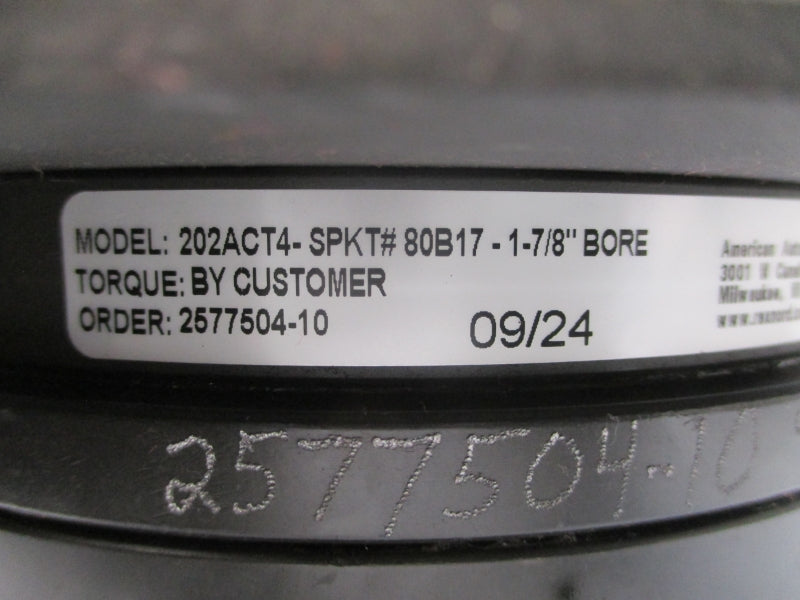 MODEL: 202ACT4- SPKT# 80B17 - 1-7/8" BORE
TORQUE: BY CUSTOMER
ORDER: 2577504-10
09/24
American
3001 W
Milwaukee,
www.rexnord.
2577504-10